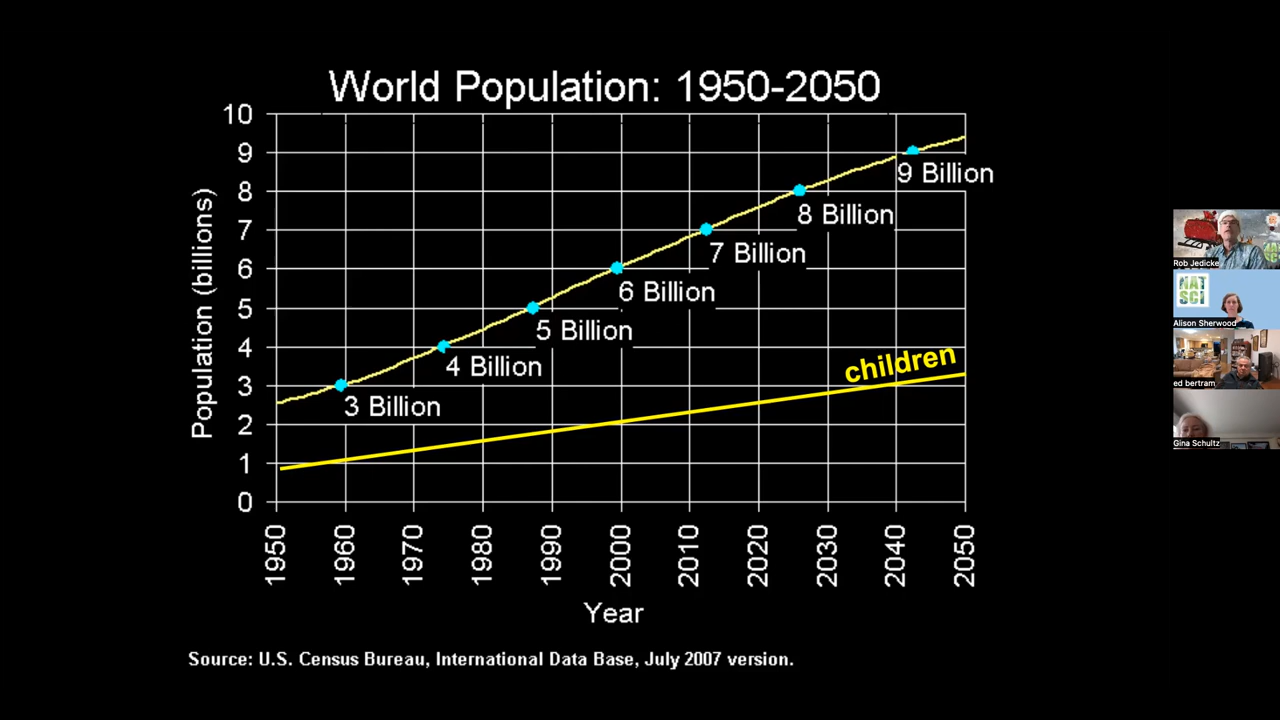 World Population: 1950-2050
10
9
8
7
6
5
4
3
2
1
0
Population (billions)
9 Billion
8 Billion
7 Billion
6 Billion
5 Billion
4 Billion
3 Billion
children
1950
1960
1970
1980
1990
2000
2010
2020
2030
2040
2050
Year
Source: U.S. Census Bureau, International Data Base, July 2007 version.
Rob Jedicke
NAT
SCI
NAT
SCI
Alison Sherwood
ed bertram
Gina Schultz